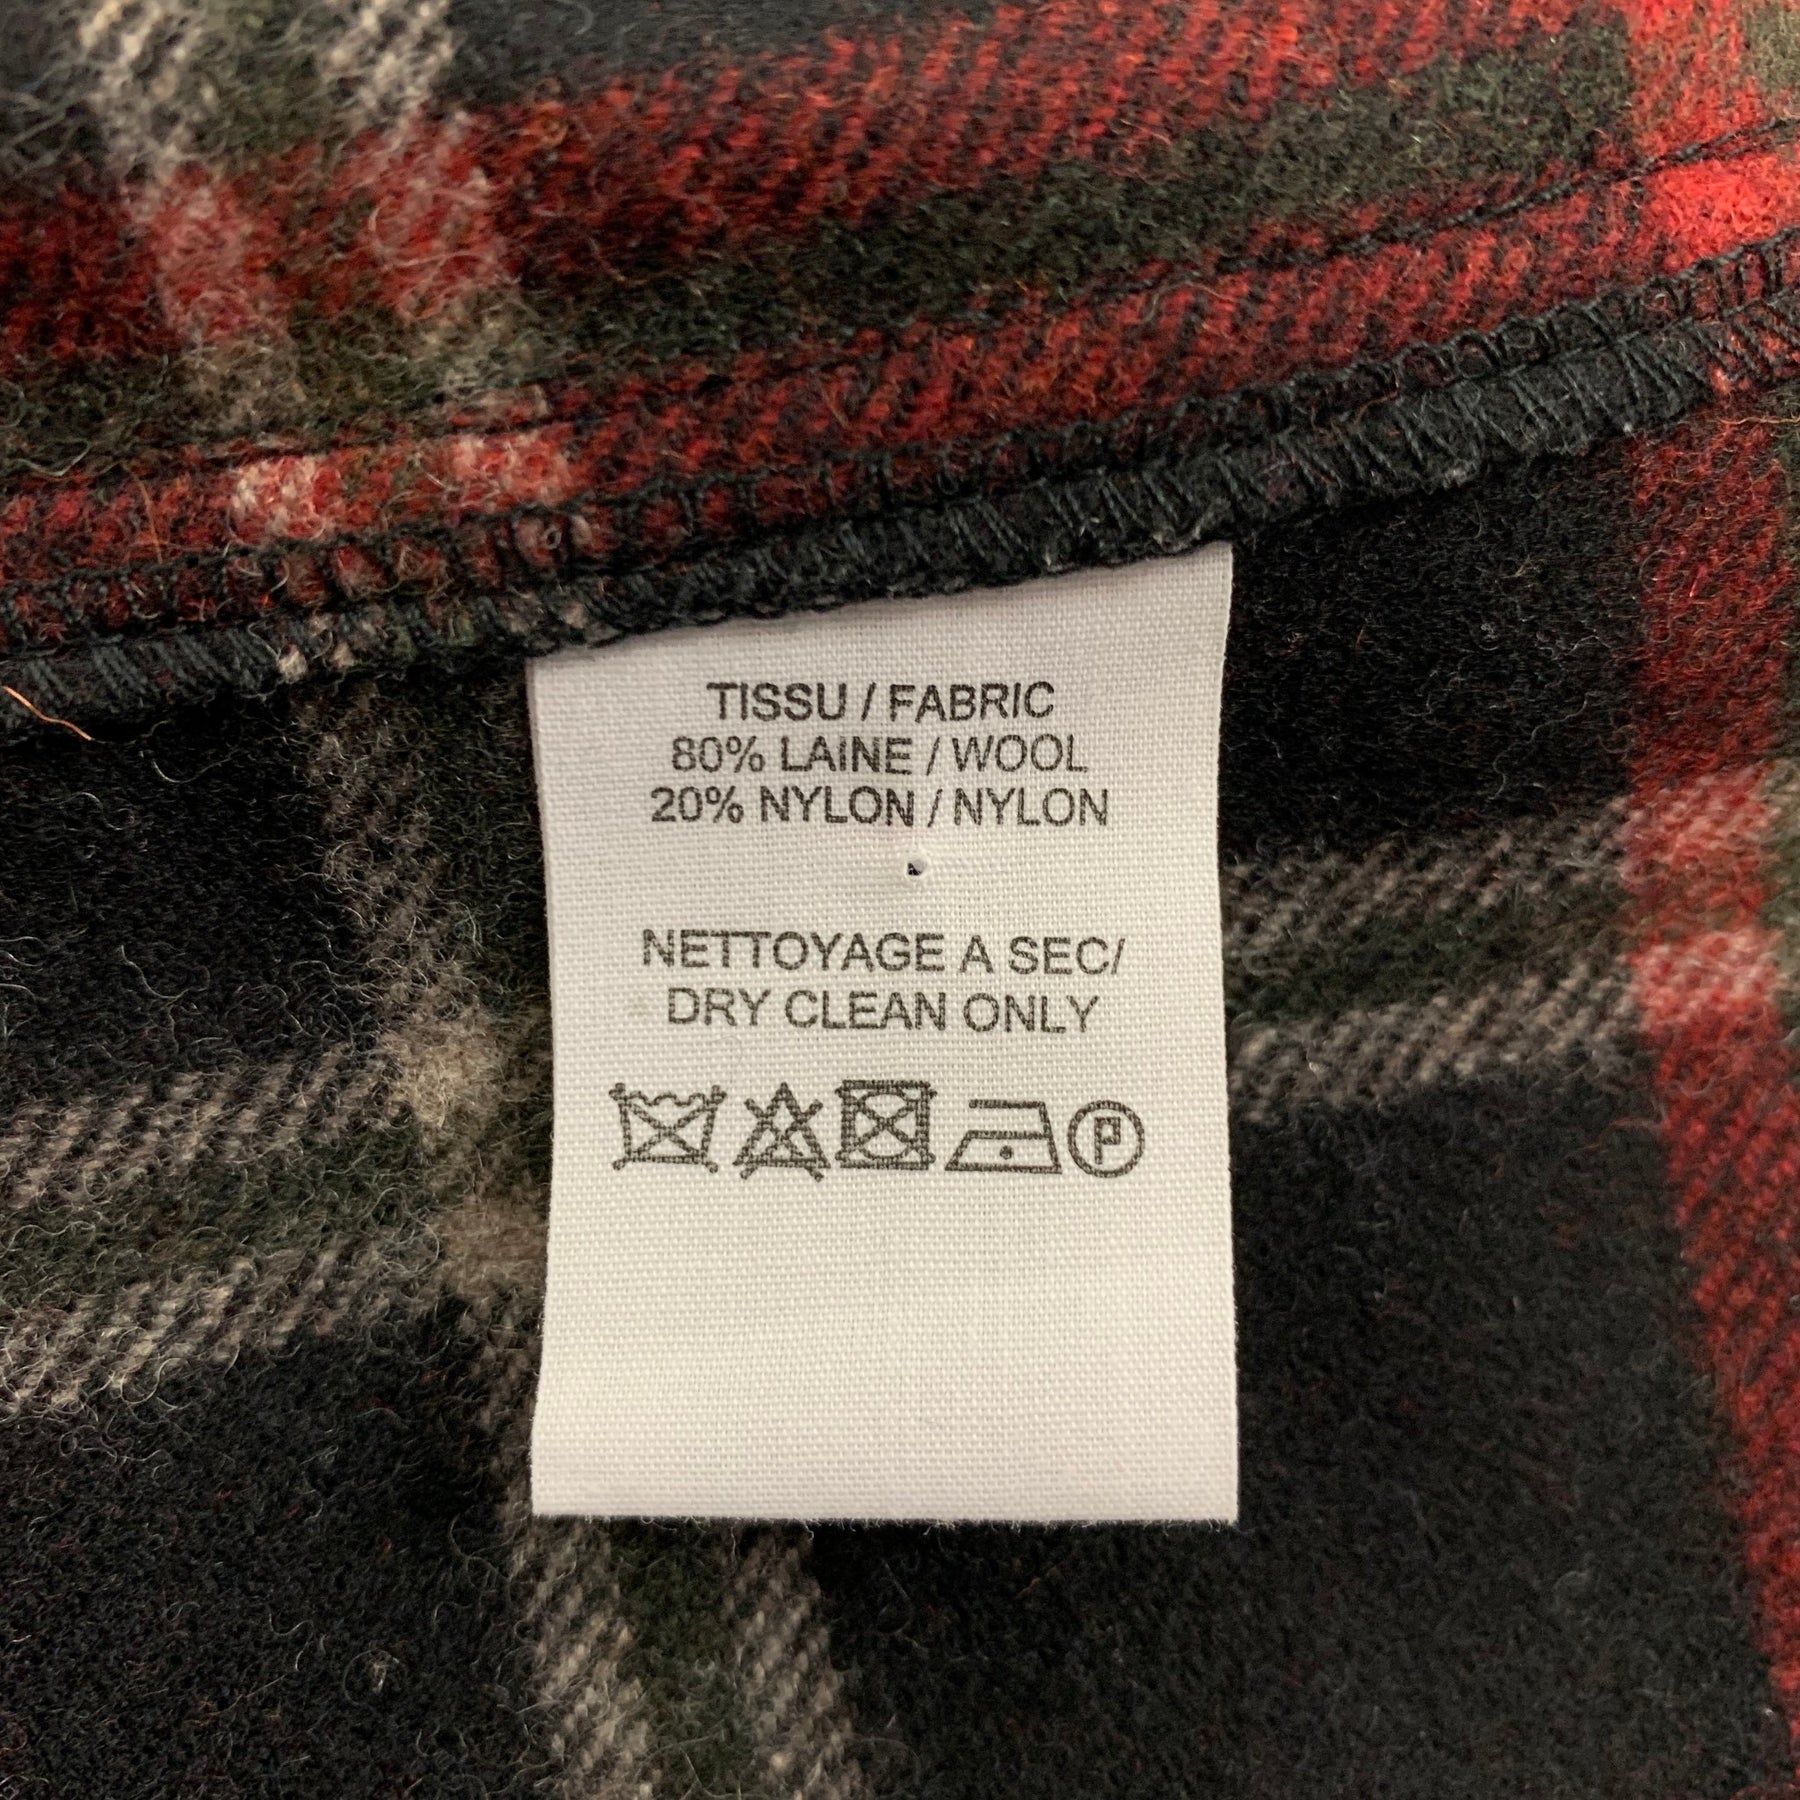 TISSU / FABRIC
80% LAINE / WOOL
20% NYLON / NYLON
NETTOYAGE A SEC/
DRY CLEAN ONLY
P